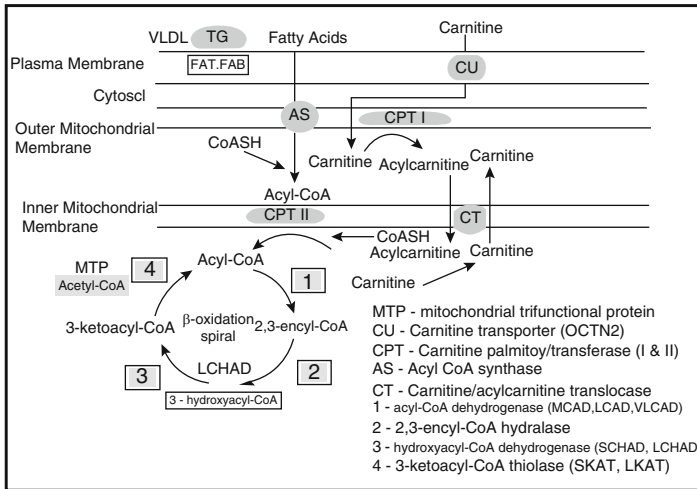 Carnitine
VLDL TG Fatty Acids
Plasma Membrane
FAT.FAB
CU
Cytoscl
AS
CPT I
Outer Mitochondrial
Membrane
CoASH
Carnitine
Acylcarnitine
Carnitine
Acyl-CoA
Inner Mitochondrial
Membrane
CPT II
CT
CoASH
Acylcarnitine
Carnitine
Carnitine
Acyl-CoA
MTP
Acetyl-CoA
4
1
3-ketoacyl-CoA
β-oxidation
spiral
2,3-encyl-CoA
LCHAD
3
2
3 - hydroxyacyl-CoA
MTP - mitochondrial trifunctional protein
CU - Carnitine transporter (OCTN2)
CPT - Carnitine palmitoy/transferase (I & II)
AS - Acyl CoA synthase
CT - Carnitine/acylcarnitine translocase
1 - acyl-CoA dehydrogenase (MCAD,LCAD,VLCAD)
2 - 2,3-encyl-CoA hydralase
3 - hydroxyacyl-CoA dehydrogenase (SCHAD, LCHAD
4 - 3-ketoacyl-CoA thiolase (SKAT, LKAT)